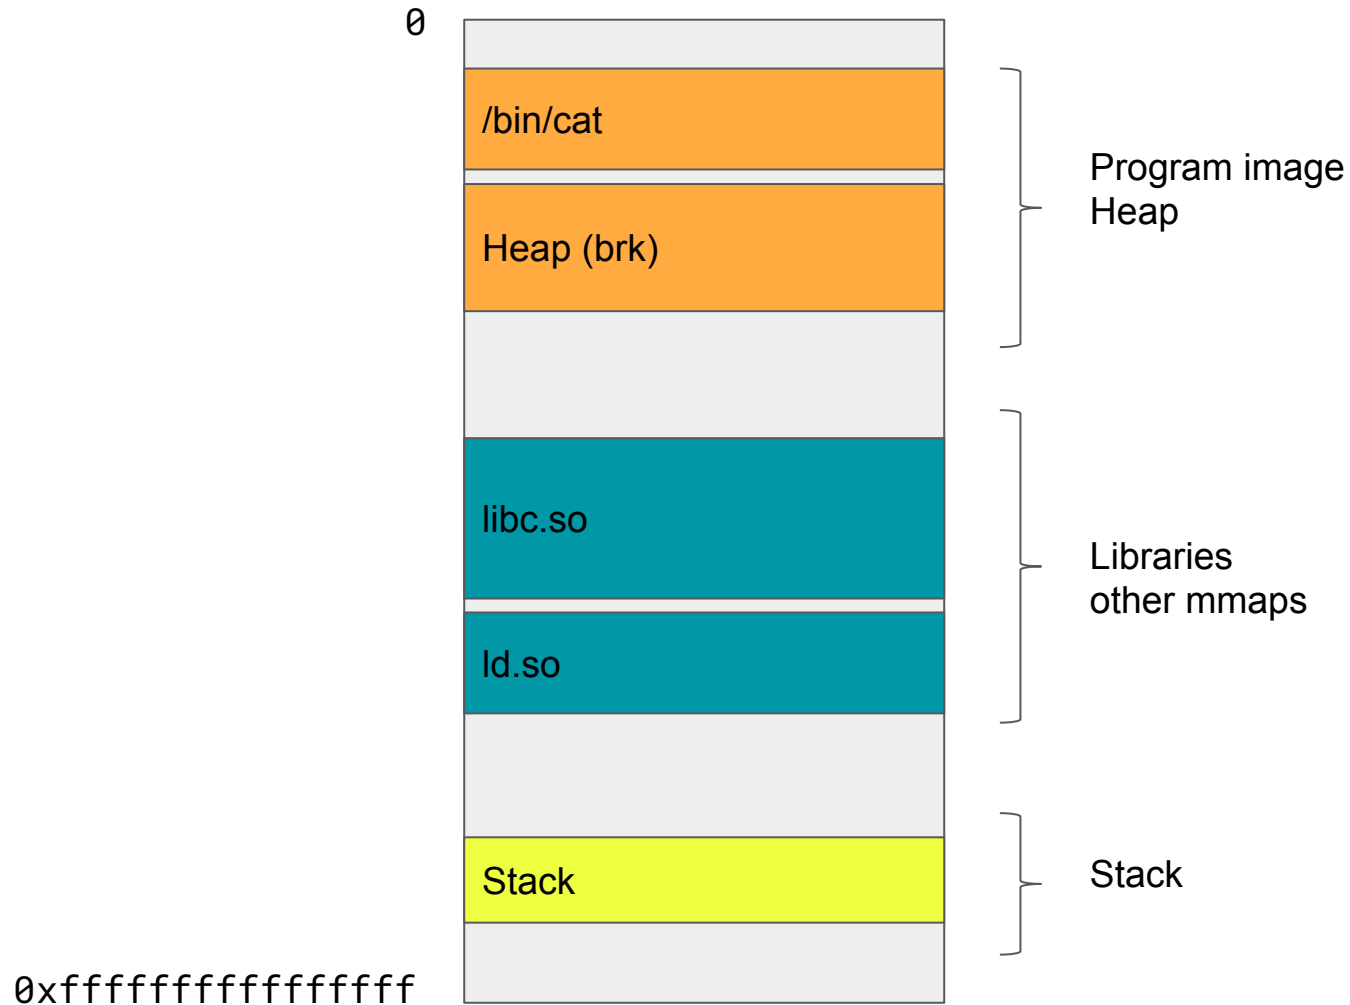 0
/bin/cat
Heap (brk)
Program image
Heap
libc.so
ld.so
Libraries
other mmaps
Stack
Stack
0xffffffffffffffff